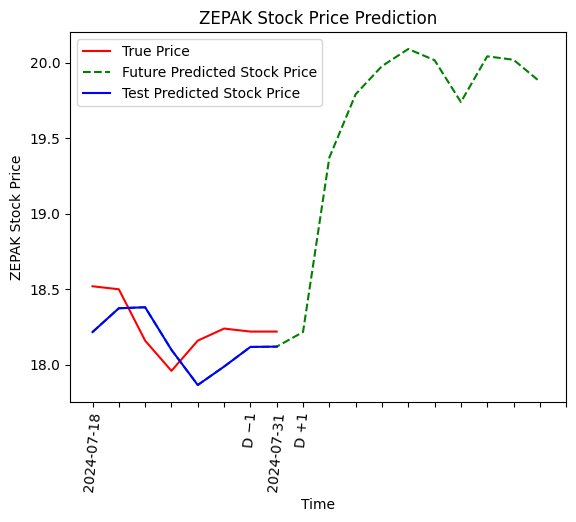 ZEPAK Stock Price Prediction
True Price
Future Predicted Stock Price
Test Predicted Stock Price
ZEPAK Stock Price
20.0
19.5
19.0
18.5
18.0
2024-07-18
D −1
2024-07-31
D +1
Time